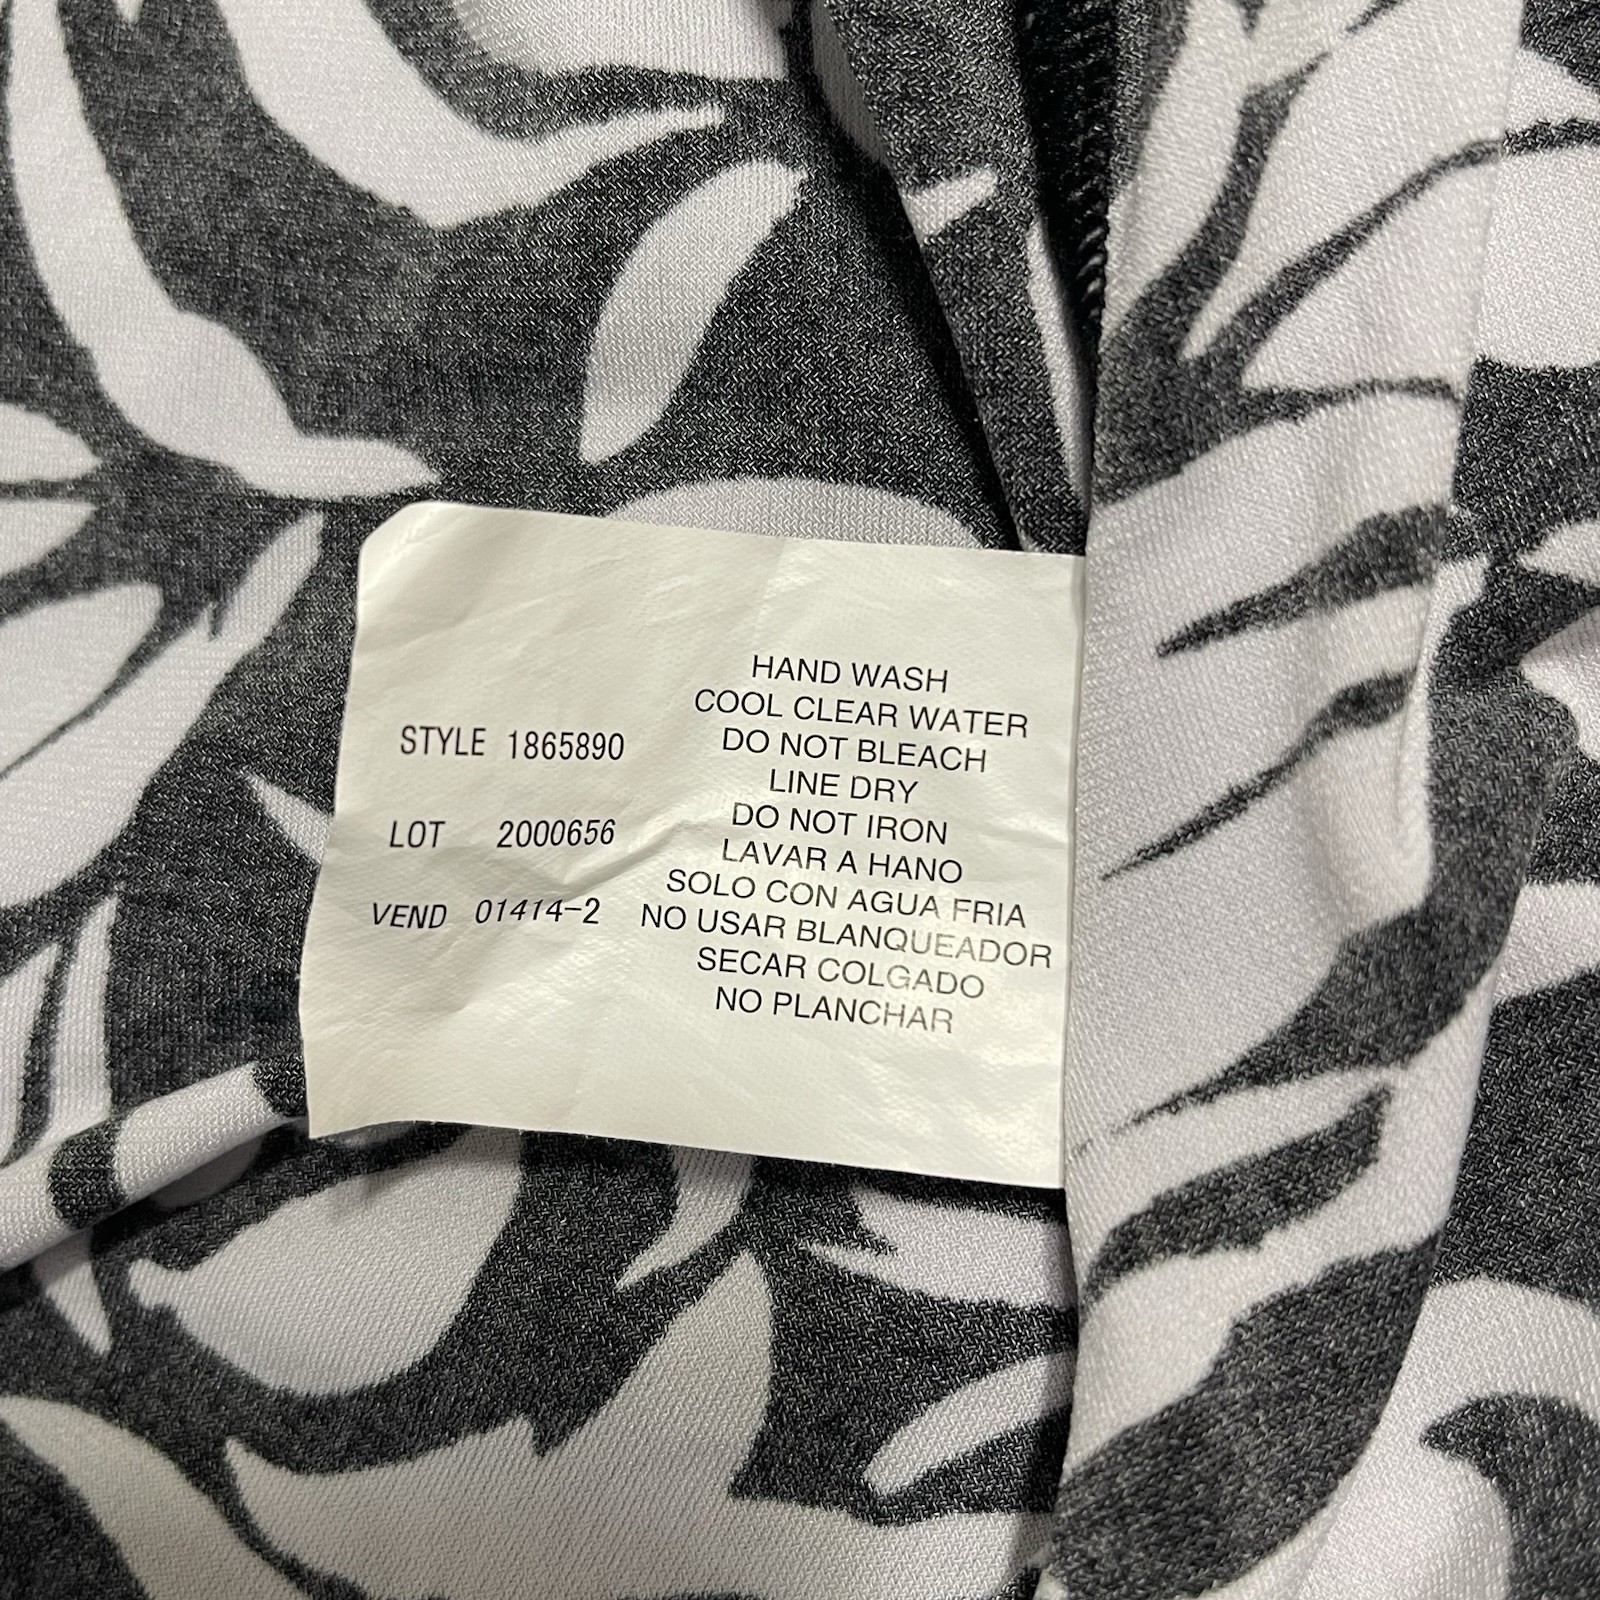 STYLE 1865890
LOT 2000656
VEND 01414-2
HAND WASH
COOL CLEAR WATER
DO NOT BLEACH
LINE DRY
DO NOT IRON
LAVAR A HANO
SOLO CON AGUA FRIA
NO USAR BLANQUEADOR
SECAR COLGADO
NO PLANCHAR